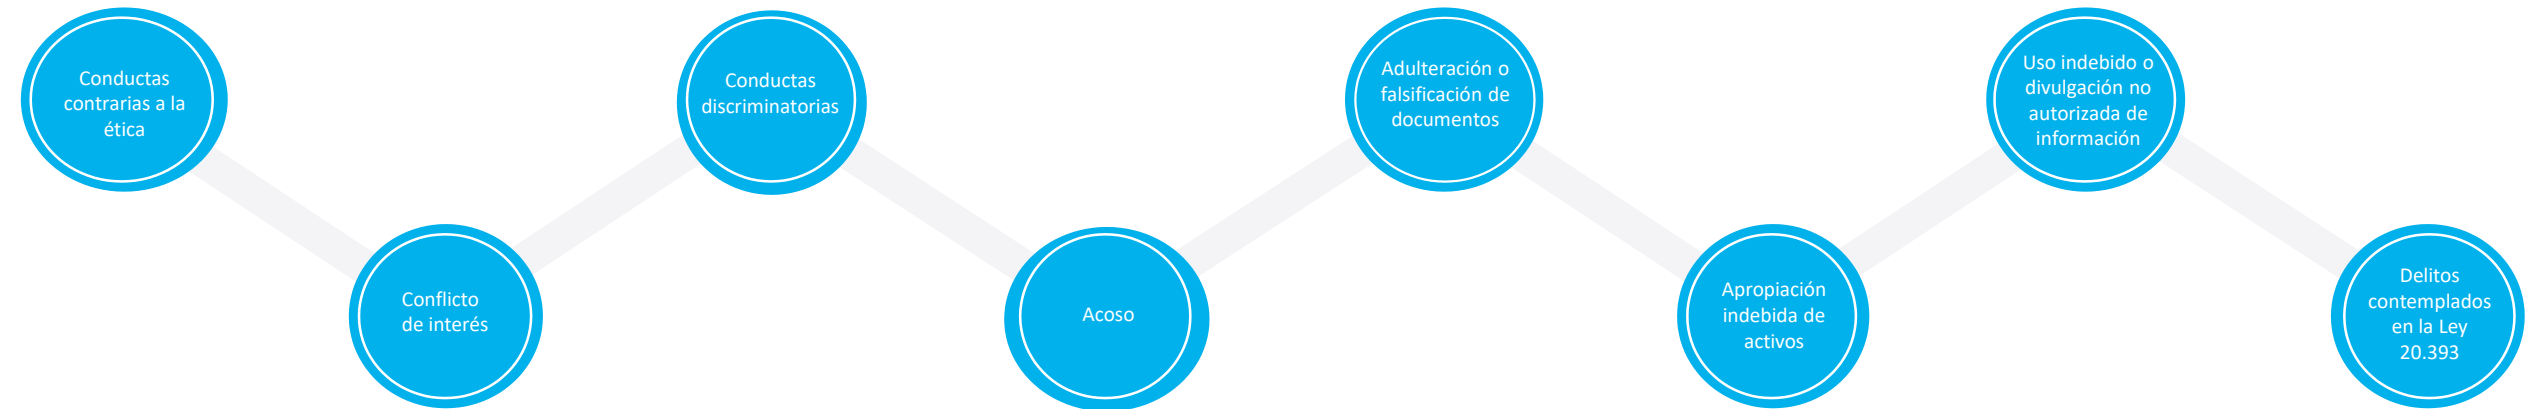 Conductas
contrarias a la
ética
Conflicto
de interés
Conductas
discriminatorias
Acoso
Adulteración o
falsificación de
documentos
Apropiación
indebida de
activos
Uso indebido o
divulgación no
autorizada de
información
Delitos
contemplados
en la Ley
20.393